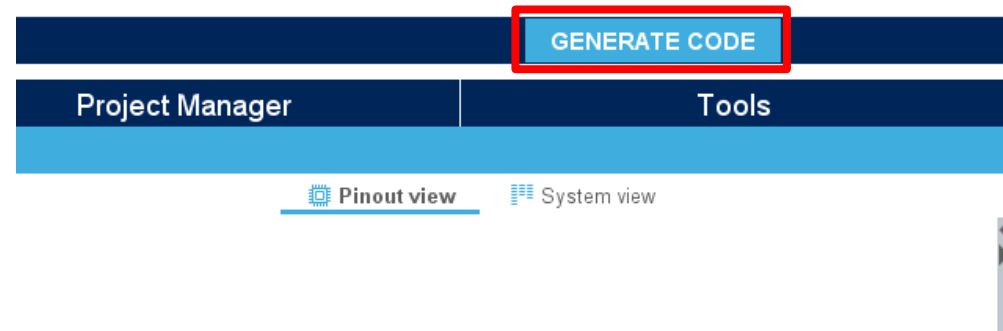 GENERATE CODE
Project Manager Tools
Pinout view System view